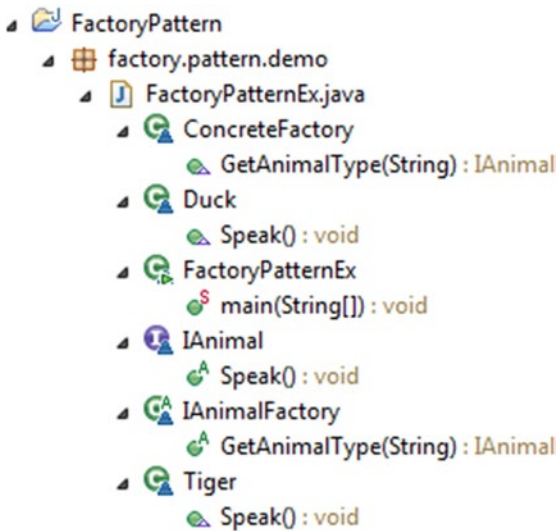 FactoryPattern
factory.pattern.demo
FactoryPatternEx.java
ConcreteFactory
GetAnimalType(String) : IAnimal
Duck
Speak() : void
FactoryPatternEx
main(String[]) : void
IAnimal
Speak() : void
IAnimalFactory
GetAnimalType(String) : IAnimal
Tiger
Speak() : void